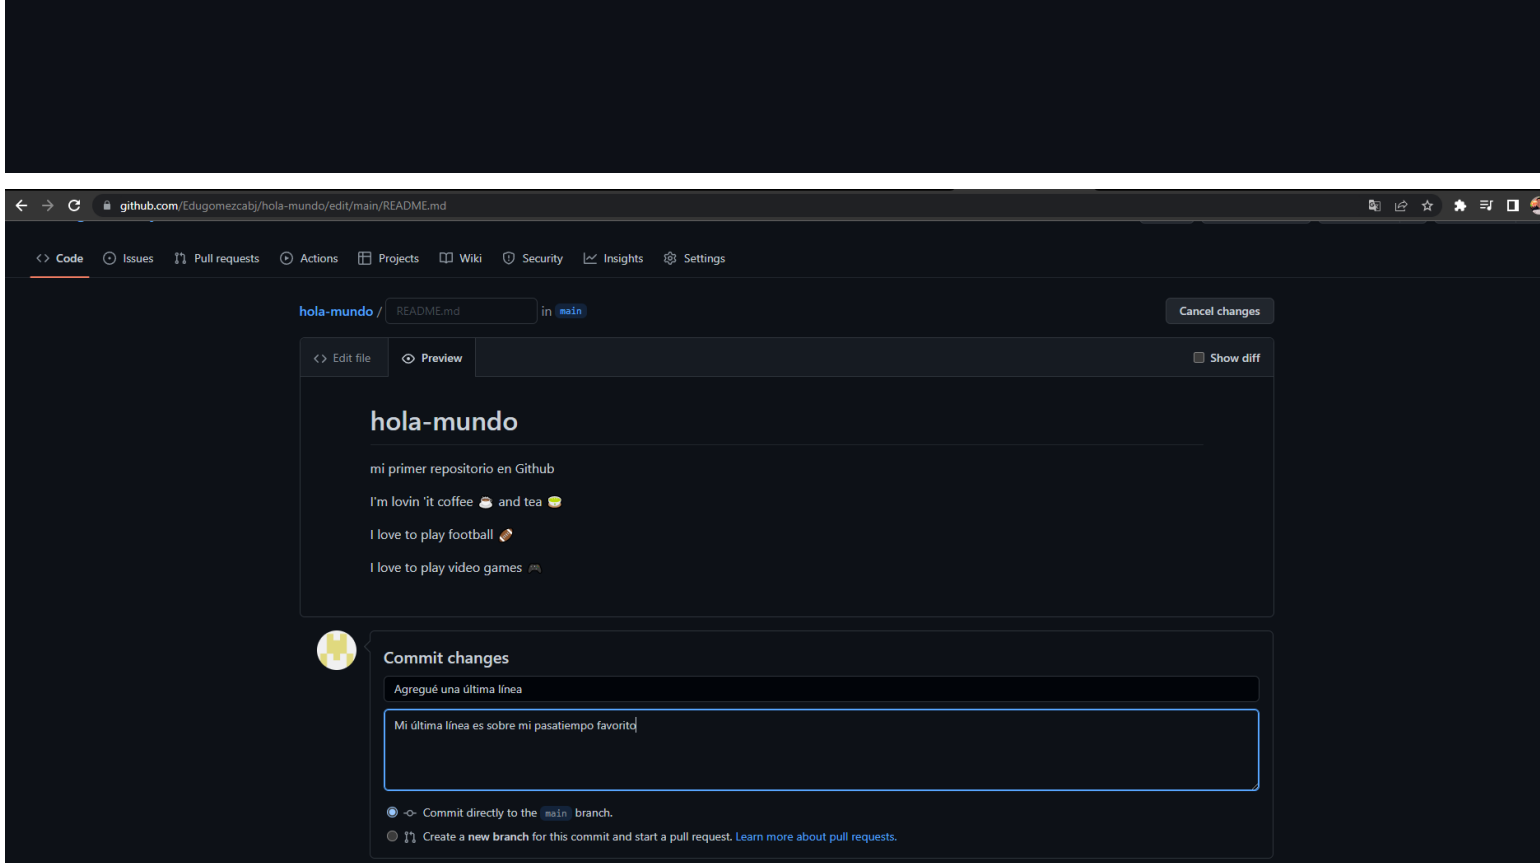 github.com/Edugomezcabj/hola-mundo/edit/main/README.md
<> Code Issues Pull requests Actions Projects Wiki Security Insights Settings
hola-mundo / README.md in main Cancel changes
<> Edit file Preview Show diff
hola-mundo
mi primer repositorio en Github
I'm lovin 'it coffee ☕ and tea 🍵
I love to play football 🏈
I love to play video games 🎮
Commit changes
Agregué una última línea
Mi última línea es sobre mi pasatiempo favorito
Commit directly to the main branch.
Create a new branch for this commit and start a pull request. Learn more about pull requests.